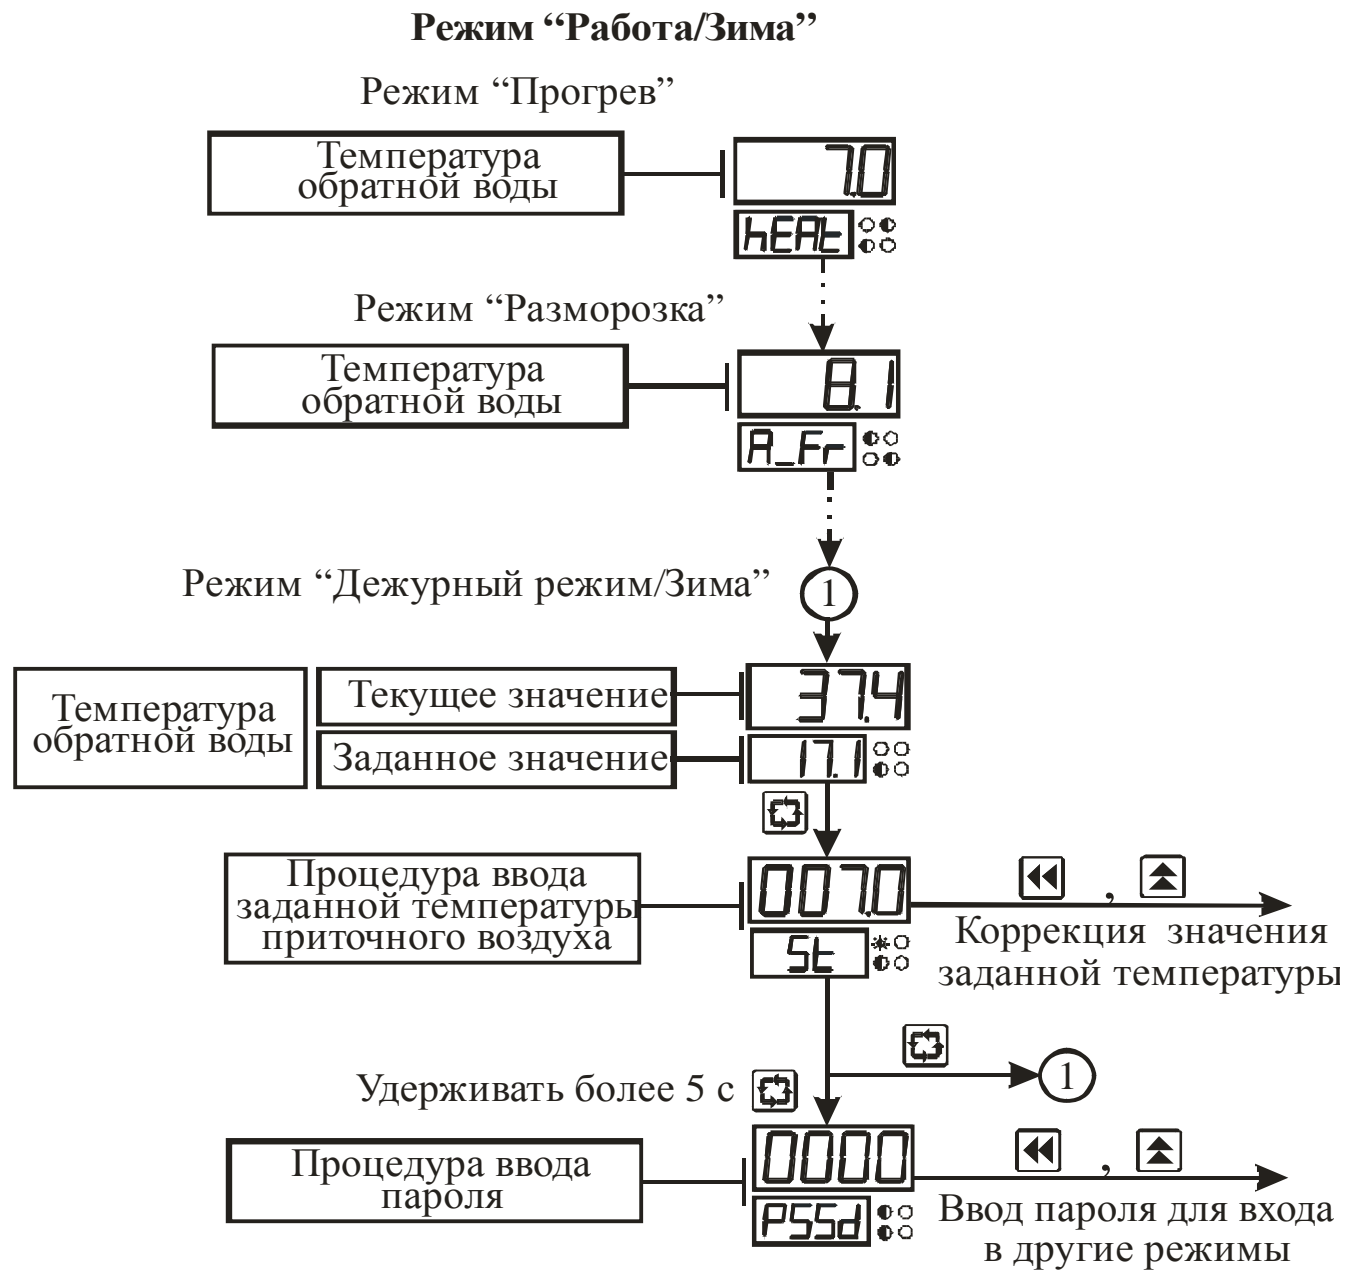 Режим “Работа/Зима”
Режим “Прогрев”
Температура
обратной воды
7.0
hEAt
Режим “Разморозка”
Температура
обратной воды
8.1
A_Fr
Режим “Дежурный режим/Зима”
1
Температура
обратной воды
Текущее значение
37.4
Заданное значение
17.1
Процедура ввода
заданной температуры
приточного воздуха
007.0
St
,
Коррекция значения
заданной температуры
1
Удерживать более 5 с
Процедура ввода
пароля
0000
PSSd
,
Ввод пароля для входа
в другие режимы